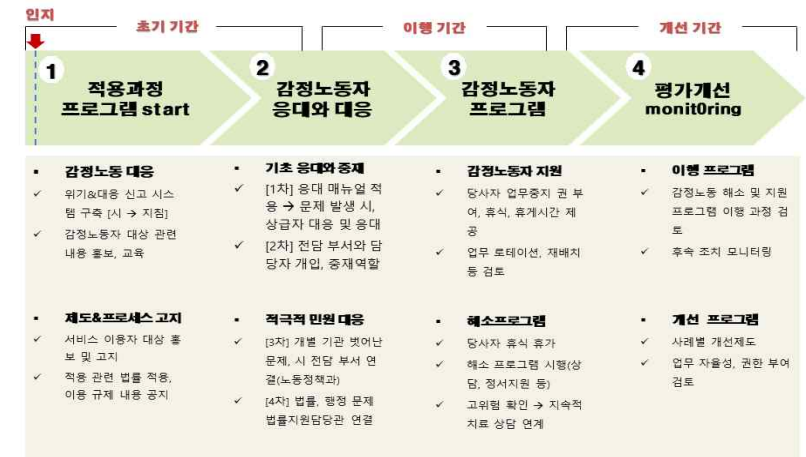 인지
초기 기간
이행 기간
개선 기간
1
적용과정
프로그램 start
2
감정노동자
응대와 대응
3
감정노동자
프로그램
4
평가개선
monit0ring
▪ 감정노동 대응
✓ 위기&대응 신고 시스
템 구축 [시 → 지침]
✓ 감정노동자 대상 관련
내용 홍보, 교육
▪ 제도&프로세스 고지
✓ 서비스 이용자 대상 홍
보 및 고지
✓ 적용 관련 법률 적용,
이용 규제 내용 공지
▪ 기초 응대와 중재
✓ [1차] 응대 매뉴얼 적
용 → 문제 발생 시,
상급자 대응 및 응대
✓ [2차] 전담 부서와 담
당자 개입, 중재역할
▪ 적극적 민원 대응
✓ [3차] 개별 기관 벗어난
문제, 시 전담 부서 연
결(노동정책과)
✓ [4차] 법률, 행정 문제
법률지원담당관 연결
▪ 감정노동자 지원
✓ 당사자 업무중지 권 부
여, 휴식, 휴게시간 제
공
✓ 업무 로테이션, 재배치
등 검토
▪ 해소프로그램
✓ 당사자 휴식 휴가
✓ 해소 프로그램 시행(상
담, 정서지원 등)
✓ 고위험 확인 → 지속적
치료 상담 연계
▪ 이행 프로그램
✓ 감정노동 해소 및 지원
프로그램 이행 과정 검
토
✓ 후속 조치 모니터링
▪ 개선 프로그램
✓ 사례별 개선제도
✓ 업무 자율성, 권한 부여
검토